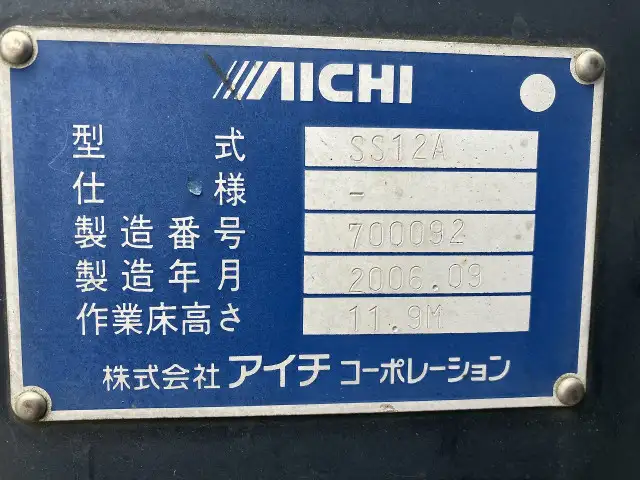 AICHI
型式 SS12A
仕様 -
製造番号 700092
製造年月 2006.09
作業床高さ 11.9M
株式会社 アイチ コーポレーション